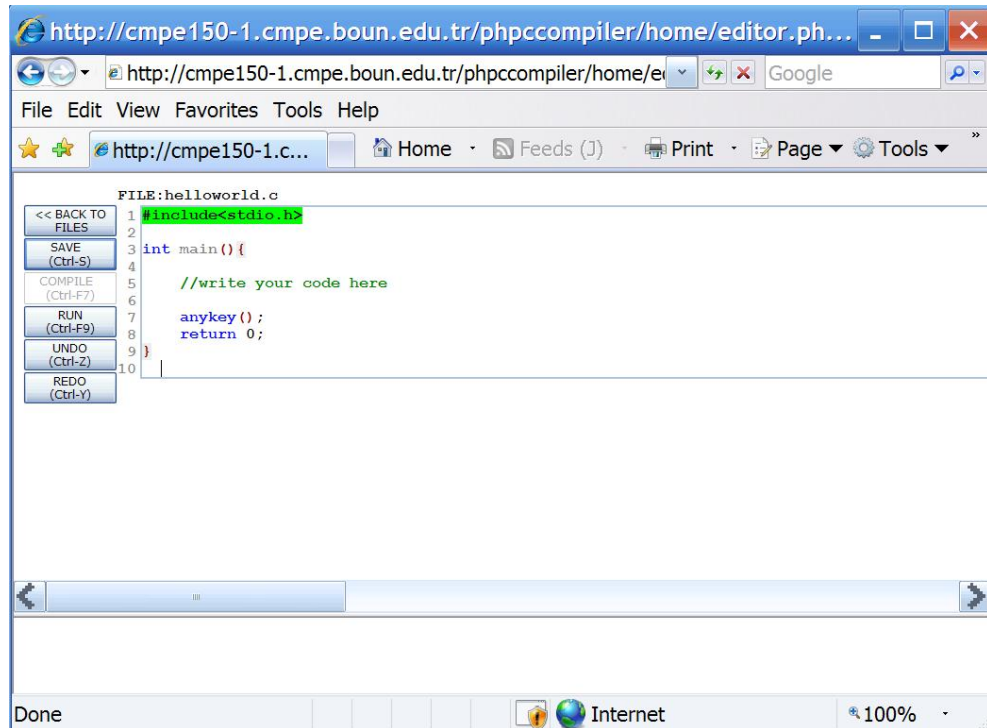 http://cmpe150-1.cmpe.boun.edu.tr/phpccompiler/home/editor.ph...
http://cmpe150-1.cmpe.boun.edu.tr/phpccompiler/home/e Google
File Edit View Favorites Tools Help
http://cmpe150-1.c... Home Feeds (J) Print Page Tools »
FILE:helloworld.c
<< BACK TO
FILES
SAVE
(Ctrl-S)
COMPILE
(Ctrl-F7)
RUN
(Ctrl-F9)
UNDO
(Ctrl-Z)
REDO
(Ctrl-Y)
1 #include<stdio.h>
2
3 int main(){
4
5 //write your code here
6
7 anykey();
8 return 0;
9 }
10
Done Internet 100%